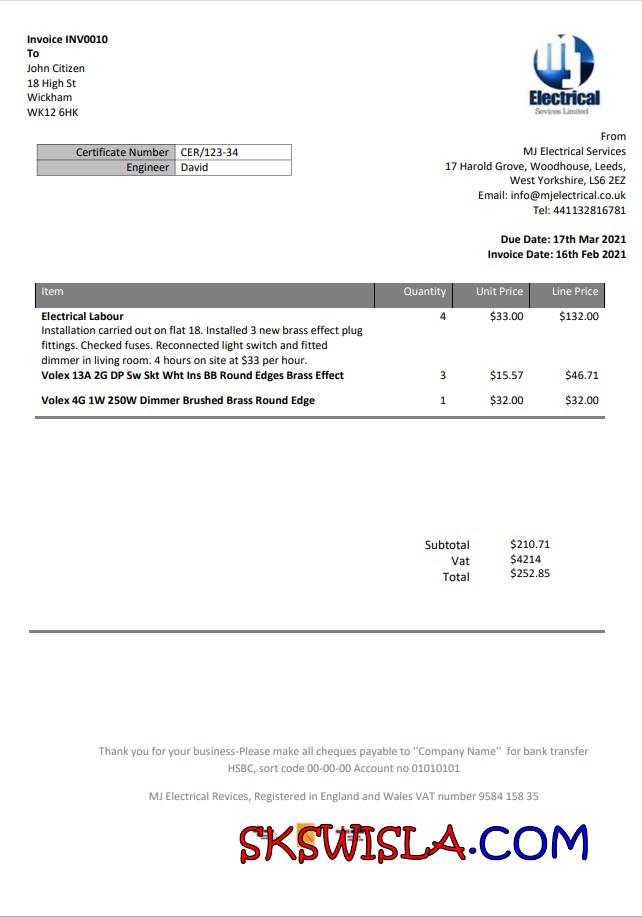 Invoice INV0010
To
John Citizen
18 High St
Wickham
WK12 6HK
Electrical
Sevices Limited
From
MJ Electrical Services
17 Harold Grove, Woodhouse, Leeds,
West Yorkshire, LS6 2EZ
Email: info@mjelectrical.co.uk
Tel: 441132816781
Certificate Number CER/123-34
Engineer David
Due Date: 17th Mar 2021
Invoice Date: 16th Feb 2021
Item Quantity Unit Price Line Price
Electrical Labour 4 $33.00 $132.00
Installation carried out on flat 18. Installed 3 new brass effect plug
fittings. Checked fuses. Reconnected light switch and fitted
dimmer in living room. 4 hours on site at $33 per hour.
Volex 13A 2G DP Sw Skt Wht Ins BB Round Edges Brass Effect 3 $15.57 $46.71
Volex 4G 1W 250W Dimmer Brushed Brass Round Edge 1 $32.00 $32.00
Subtotal $210.71
Vat $4214
Total $252.85
Thank you for your business-Please make all cheques payable to "Company Name" for bank transfer
HSBC, sort code 00-00-00 Account no 01010101
MJ Electrical Revices, Registered in England and Wales VAT number 9584 158 35
SKSWISLA.COM